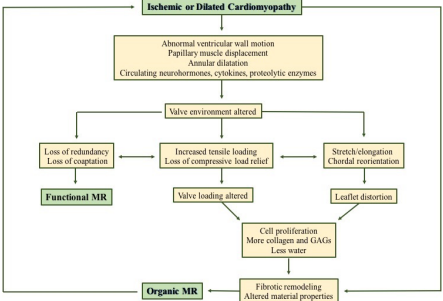 Ischemic or Dilated Cardiomyopathy
Abnormal ventricular wall motion
Papillary muscle displacement
Annular dilatation
Circulating neurohormones, cytokines, proteolytic enzymes
Valve environment altered
Loss of redundancy
Loss of coaptation
Increased tensile loading
Loss of compressive load relief
Stretch/elongation
Chordal reorientation
Functional MR
Valve loading altered
Leaflet distortion
Cell proliferation
More collagen and GAGs
Less water
Organic MR
Fibrotic remodeling
Altered material properties